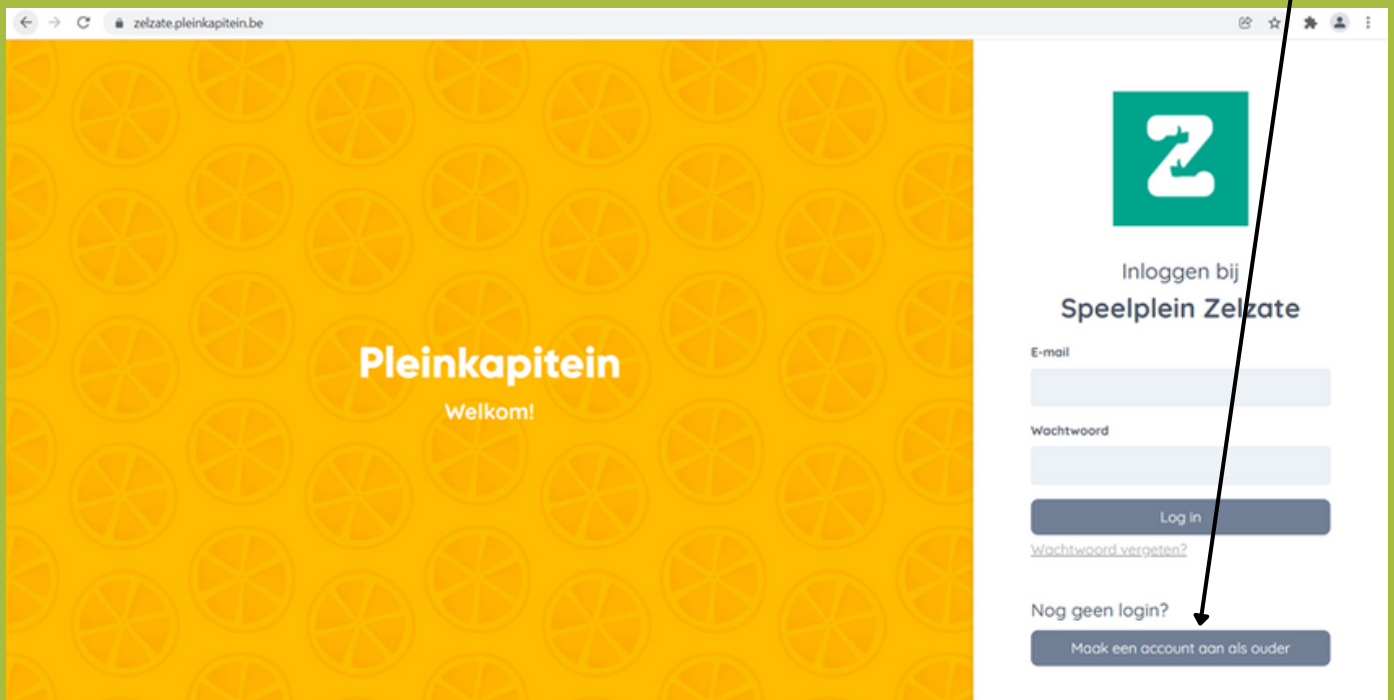 zelzate.pleinkapitein.be
Pleinkapitein
Welkom!
Z
Inloggen bij
Speelplein Zelzate
E-mail
Wachtwoord
Log in
Wachtwoord vergeten?
Nog geen login?
Maak een account aan als ouder